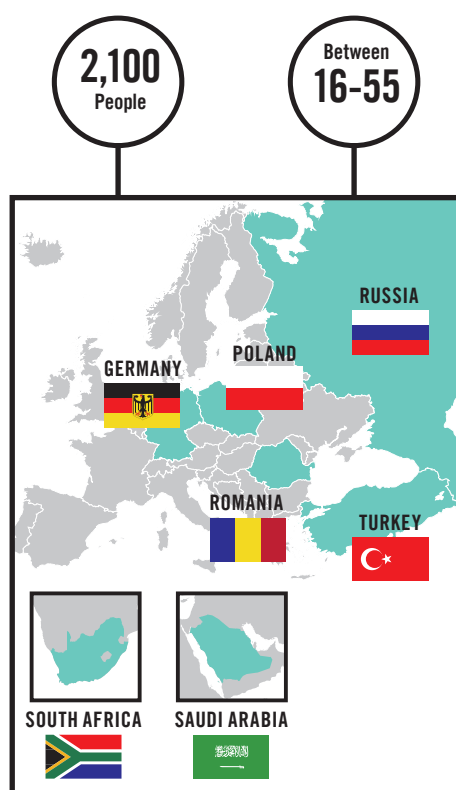 2,100
People
Between
16-55
RUSSIA
POLAND
GERMANY
ROMANIA
TURKEY
SOUTH AFRICA
SAUDI ARABIA